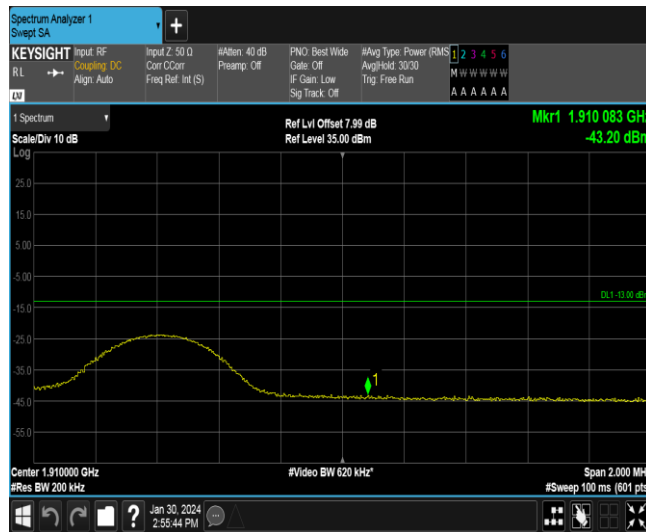 Spectrum Analyzer 1
Swept SA
+
KEYSIGHT
RL
LXI
Input: RF
Coupling: DC
Align: Auto
Input Z: 50 Ω
Corr CCorr
Freq Ref: Int (S)
#Atten: 40 dB
Preamp: Off
PNO: Best Wide
Gate: Off
IF Gain: Low
Sig Track: Off
#Avg Type: Power (RMS
Avg|Hold: 30/30
Trig: Free Run
1 2 3 4 5 6
M W W W W W
A A A A A A
1 Spectrum
Scale/Div 10 dB
Ref Lvl Offset 7.99 dB
Ref Level 35.00 dBm
Mkr1 1.910 083 GHz
-43.20 dBm
Log
25.0
15.0
5.00
-5.00
DL1 -13.00 dBm
-15.0
-25.0
-35.0
1
-45.0
-55.0
Center 1.910000 GHz
#Video BW 620 kHz*
Span 2.000 MH
#Res BW 200 kHz
#Sweep 100 ms (601 pts
?
Jan 30, 2024
2:55:44 PM